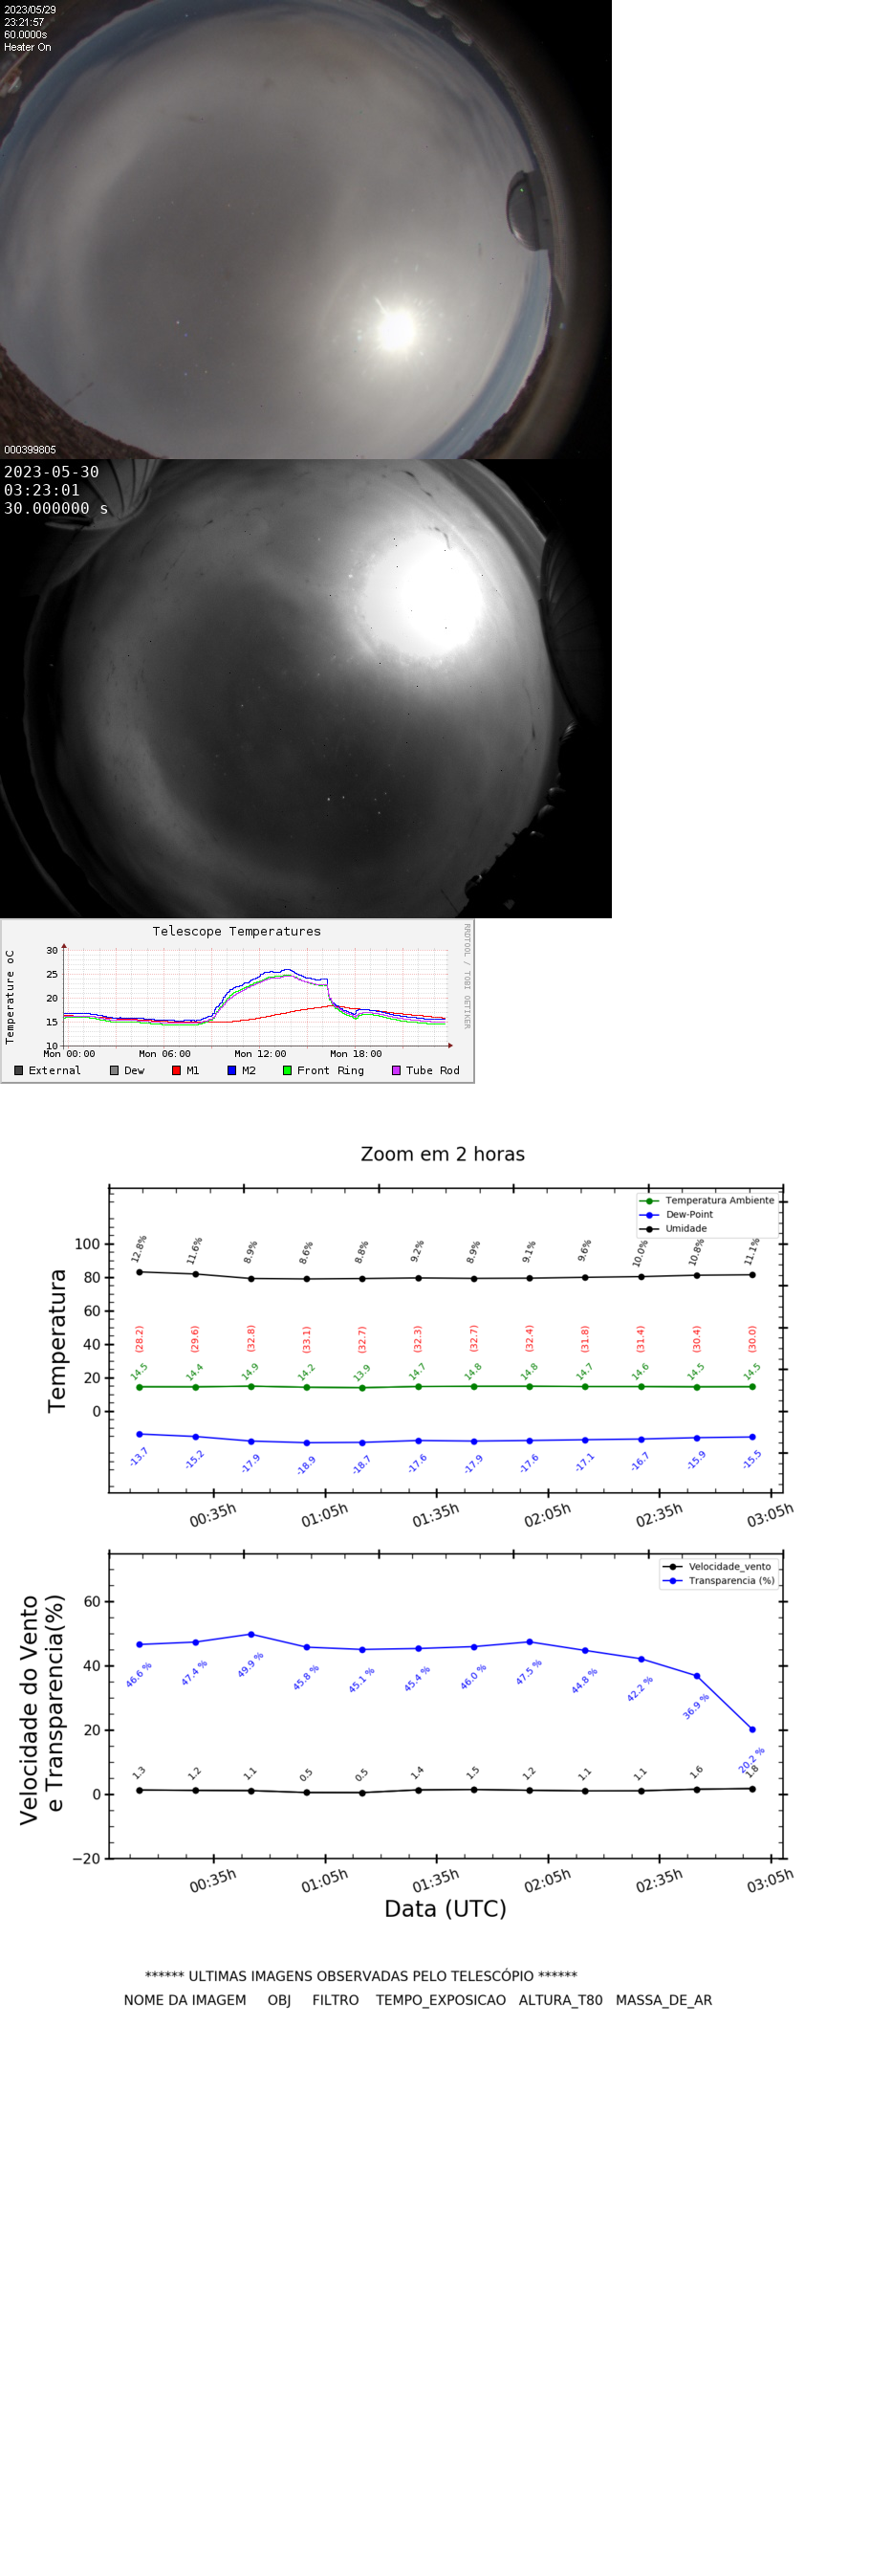 2023/05/29
23:21:57
60.0000s
Heater On
000399805
2023-05-30
03:23:01
30.000000 s
Telescope Temperatures
RRDTOOL / TOBI OETIKER
Temperature oC
30
25
20
15
10
Mon 00:00 Mon 06:00 Mon 12:00 Mon 18:00
External Dew M1 M2 Front Ring Tube Rod
Zoom em 2 horas
Temperatura Ambiente
Dew-Point
Umidade
Temperatura
100
80
60
40
20
0
12.8% 11.6% 8.9% 8.6% 8.8% 9.2% 8.9% 9.1% 9.6% 10.0% 10.8% 11.1%
(28.2) (29.6) (32.8) (33.1) (32.7) (32.3) (32.7) (32.4) (31.8) (31.4) (30.4) (30.0)
14.5 14.4 14.9 14.2 13.9 14.7 14.8 14.8 14.7 14.6 14.5 14.5
-13.7 -15.2 -17.9 -18.9 -18.7 -17.6 -17.9 -17.6 -17.1 -16.7 -15.9 -15.5
00:35h 01:05h 01:35h 02:05h 02:35h 03:05h
Velocidade_vento
Transparencia (%)
Velocidade do Vento
e Transparencia(%)
60
40
20
0
−20
46.6 % 47.4 % 49.9 % 45.8 % 45.1 % 45.4 % 46.0 % 47.5 % 44.8 % 42.2 % 36.9 % 20.2 %
1.3 1.2 1.1 0.5 0.5 1.4 1.5 1.2 1.1 1.1 1.6 1.8
00:35h 01:05h 01:35h 02:05h 02:35h 03:05h
Data (UTC)
****** ULTIMAS IMAGENS OBSERVADAS PELO TELESCÓPIO ******
NOME DA IMAGEM OBJ FILTRO TEMPO_EXPOSICAO ALTURA_T80 MASSA_DE_AR